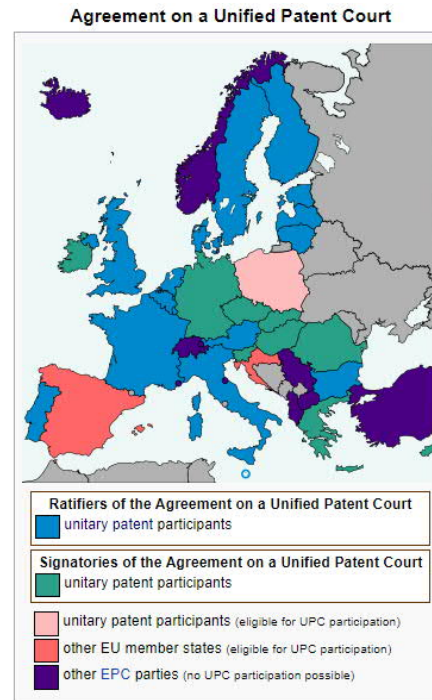 Agreement on a Unified Patent Court
Ratifiers of the Agreement on a Unified Patent Court
unitary patent participants
Signatories of the Agreement on a Unified Patent Court
unitary patent participants
unitary patent participants (eligible for UPC participation)
other EU member states (eligible for UPC participation)
other EPC parties (no UPC participation possible)